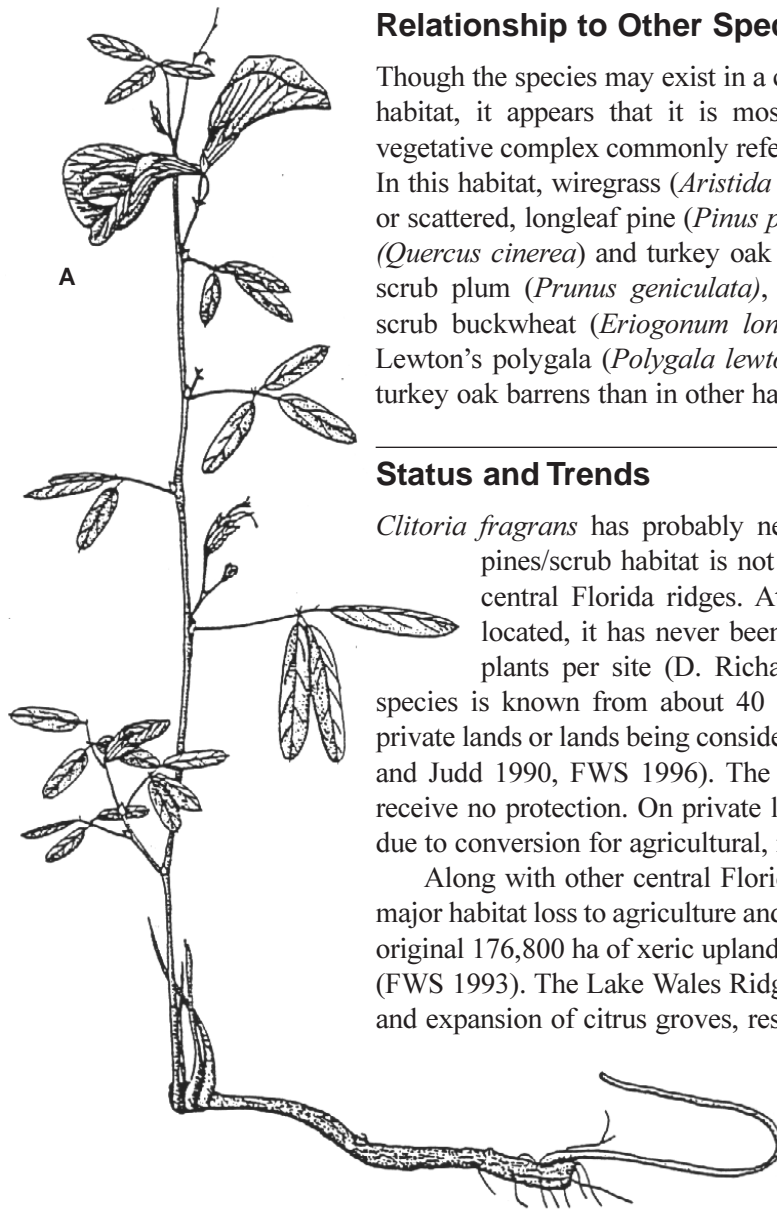 Relationship to Other Spec
Though the species may exist in a c
habitat, it appears that it is mos
vegetative complex commonly refe
In this habitat, wiregrass (Aristida
or scattered, longleaf pine (Pinus p
(Quercus cinerea) and turkey oak
scrub plum (Prunus geniculata),
scrub buckwheat (Eriogonum lon
Lewton's polygala (Polygala lewto
turkey oak barrens than in other ha
A
Status and Trends
Clitoria fragrans has probably ne
pines/scrub habitat is not
central Florida ridges. At
located, it has never been
plants per site (D. Richa
species is known from about 40
private lands or lands being conside
and Judd 1990, FWS 1996). The
receive no protection. On private l
due to conversion for agricultural,
Along with other central Florid
major habitat loss to agriculture and
original 176,800 ha of xeric upland
(FWS 1993). The Lake Wales Ridg
and expansion of citrus groves, res